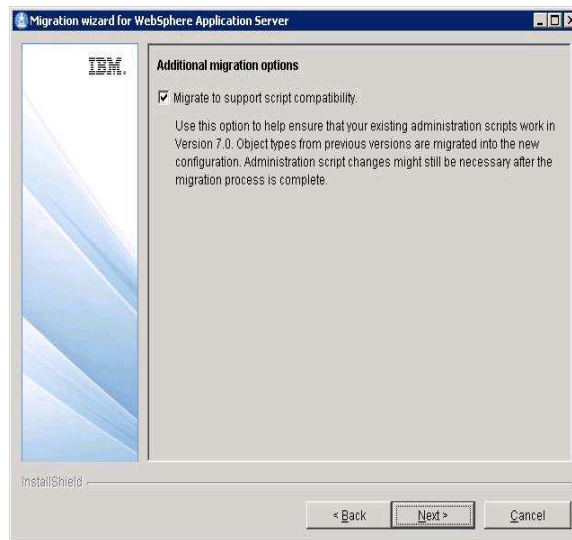 Migration wizard for WebSphere Application Server
IBM.
Additional migration options
Migrate to support script compatibility.
Use this option to help ensure that your existing administration scripts work in
Version 7.0. Object types from previous versions are migrated into the new
configuration. Administration script changes might still be necessary after the
migration process is complete.
InstallShield
< Back
Next >
Cancel